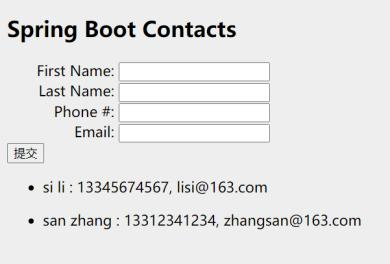 Spring Boot Contacts
First Name:
Last Name:
Phone #:
Email:
提交
si li : 13345674567, lisi@163.com
san zhang : 13312341234, zhangsan@163.com